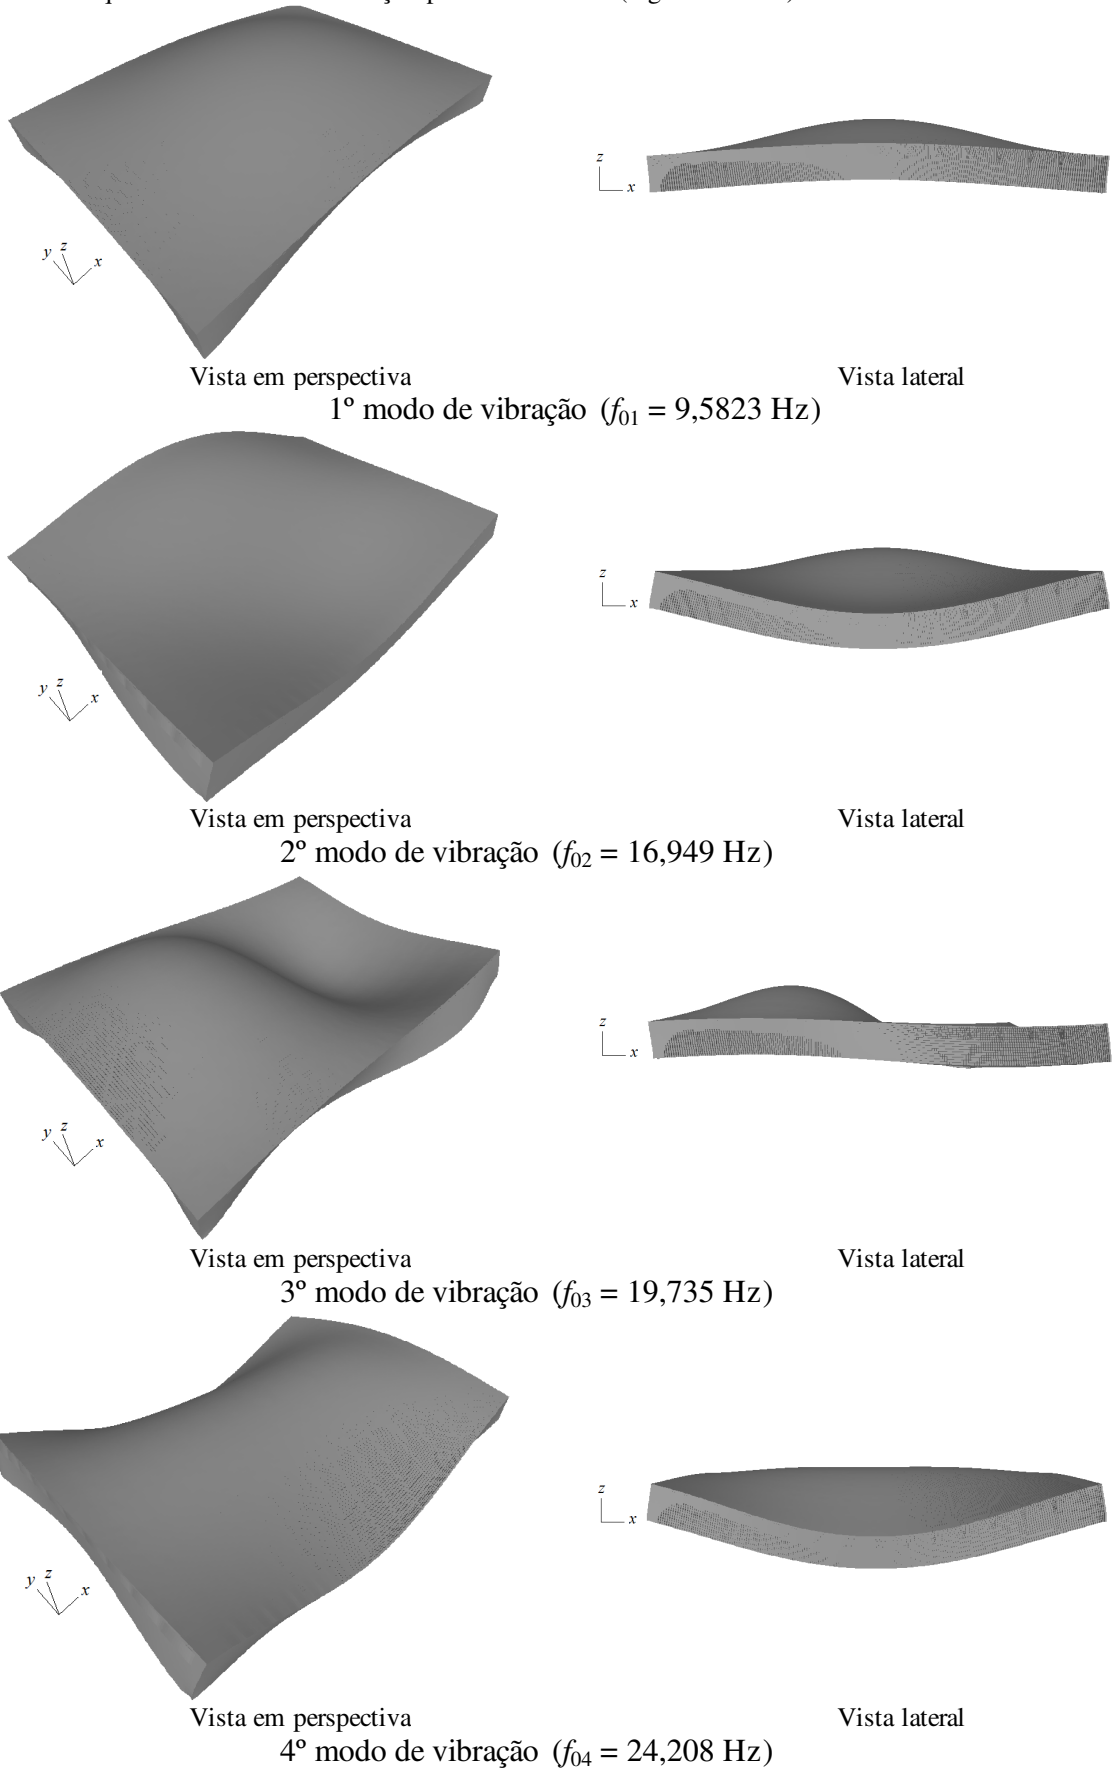 z
x
y z
x
Vista em perspectiva Vista lateral
1º modo de vibração (f01 = 9,5823 Hz)
z
x
y z
x
Vista em perspectiva Vista lateral
2º modo de vibração (f02 = 16,949 Hz)
z
x
y z
x
Vista em perspectiva Vista lateral
3º modo de vibração (f03 = 19,735 Hz)
z
x
y z
x
Vista em perspectiva Vista lateral
4º modo de vibração (f04 = 24,208 Hz)